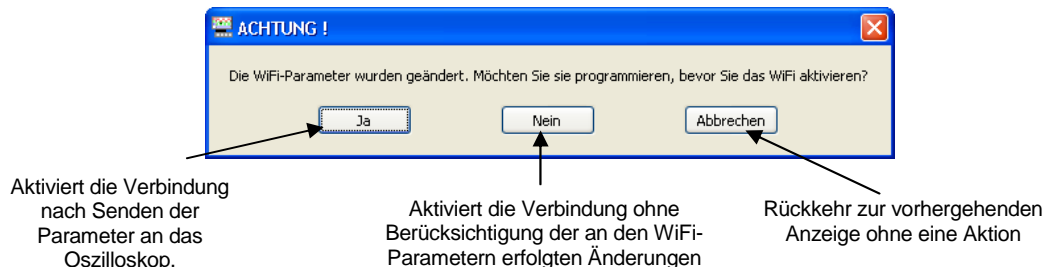 ACHTUNG !
Die WiFi-Parameter wurden geändert. Möchten Sie sie programmieren, bevor Sie das WiFi aktivieren?
Ja
Nein
Abbrechen
Aktiviert die Verbindung
nach Senden der
Parameter an das
Oszilloskop.
Aktiviert die Verbindung ohne
Berücksichtigung der an den WiFi-
Parametern erfolgten Änderungen
Rückkehr zur vorhergehenden
Anzeige ohne eine Aktion